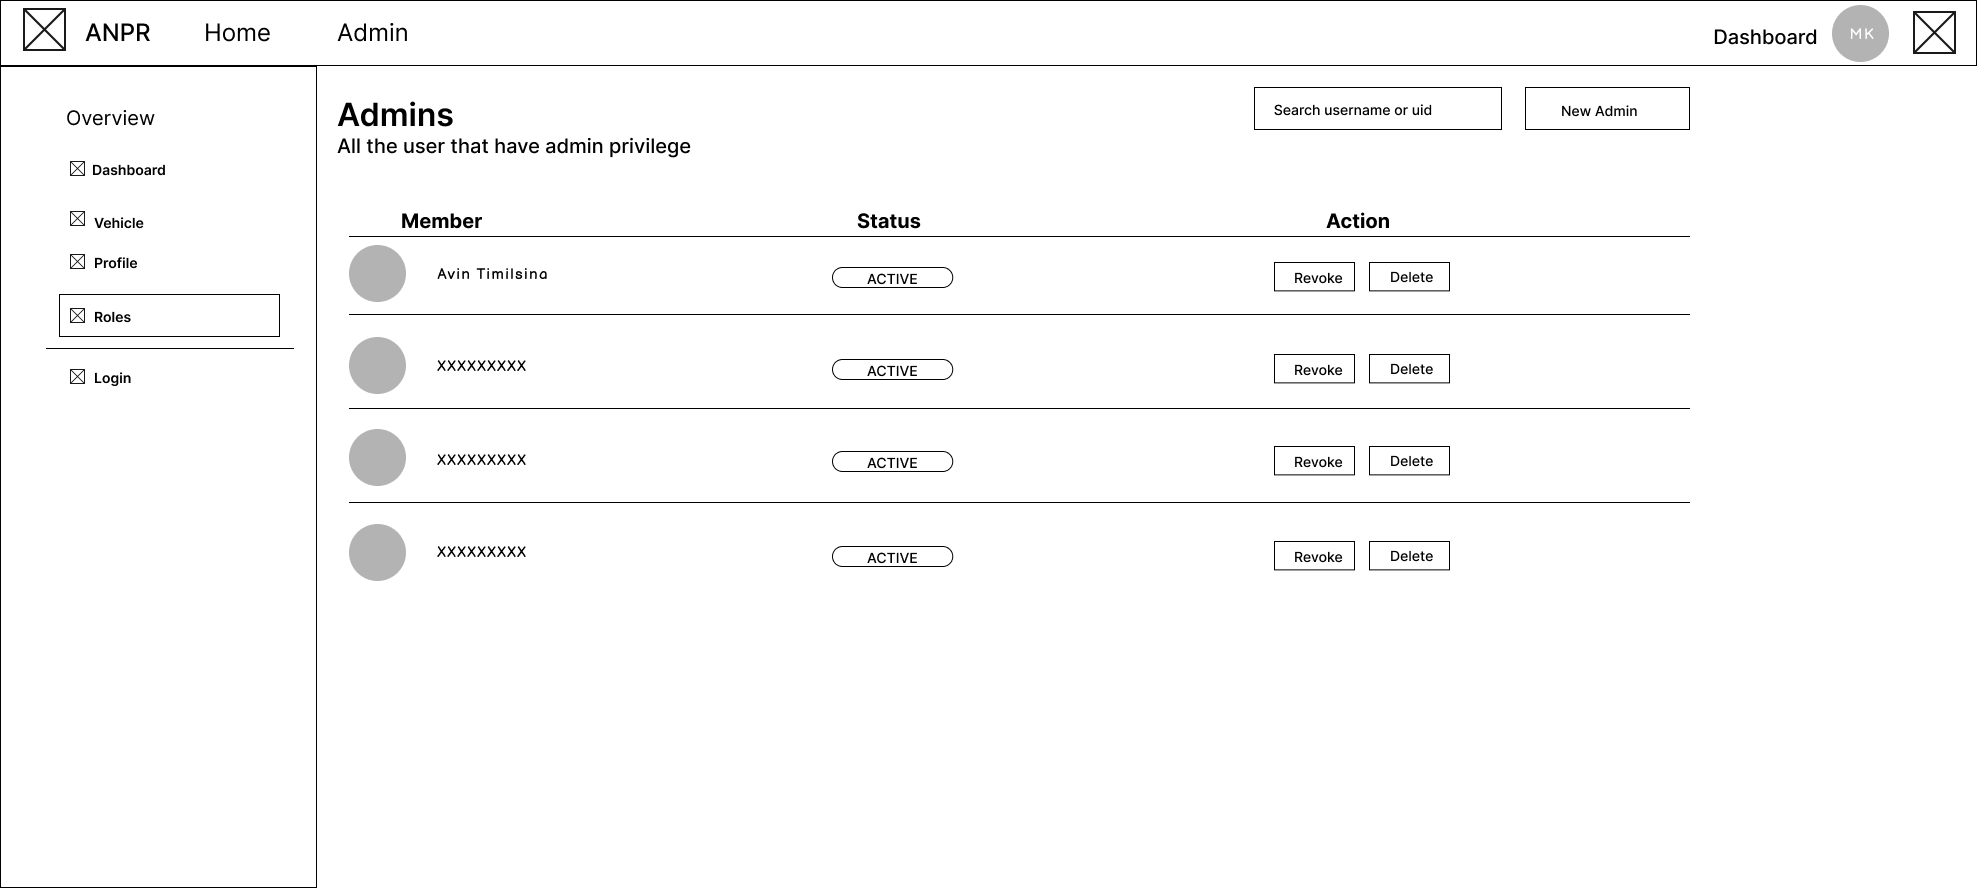 ANPR Home Admin Dashboard MK
Overview
Dashboard
Vehicle
Profile
Roles
Login
Admins
All the user that have admin privilege
Search username or uid
New Admin
Member Status Action
Avin Timilsina ACTIVE Revoke Delete
XXXXXXXXX ACTIVE Revoke Delete
XXXXXXXXX ACTIVE Revoke Delete
XXXXXXXXX ACTIVE Revoke Delete